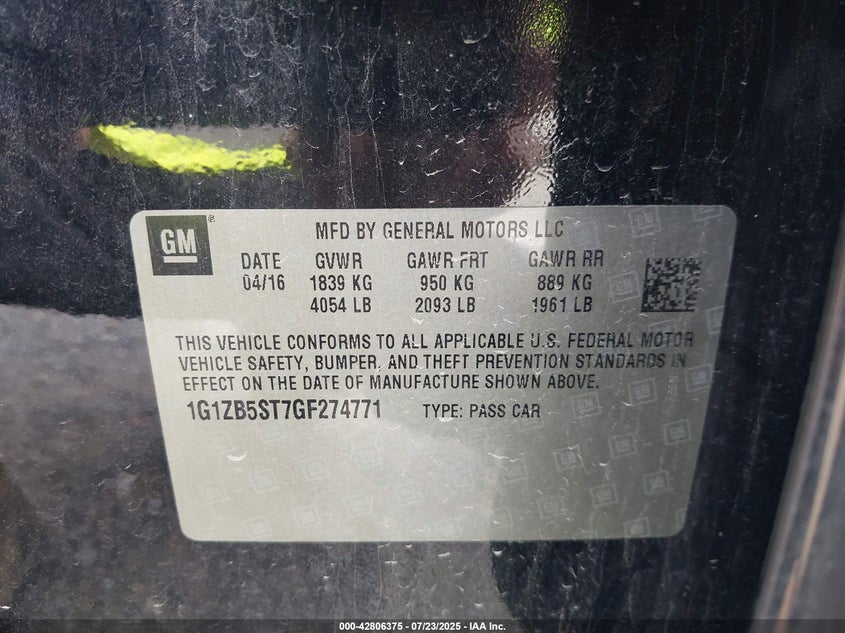 GM®
MFD BY GENERAL MOTORS LLC
DATE GVWR GAWR FRT GAWR RR
04/16 1839 KG 950 KG 889 KG
4054 LB 2093 LB 1961 LB
THIS VEHICLE CONFORMS TO ALL APPLICABLE U.S. FEDERAL MOTOR
VEHICLE SAFETY, BUMPER, AND THEFT PREVENTION STANDARDS IN
EFFECT ON THE DATE OF MANUFACTURE SHOWN ABOVE.
1G1ZB5ST7GF274771 TYPE: PASS CAR
000-42806375 - 07/23/2025 - IAA Inc.